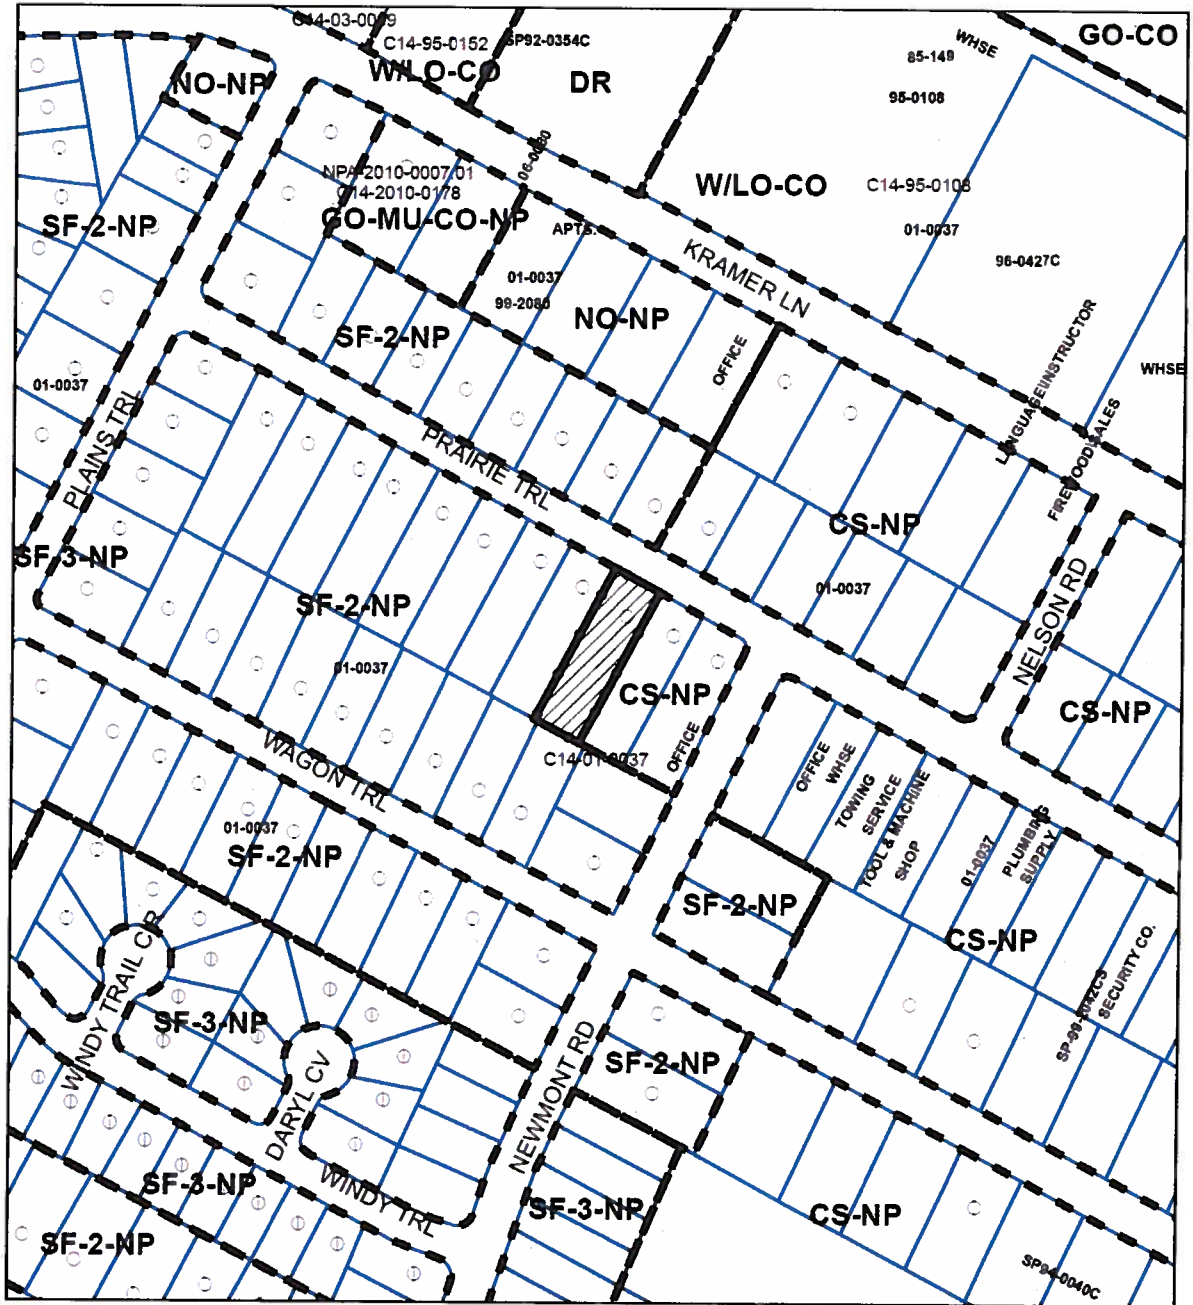 C14-03-0019
GO-CO
C14-95-0152
SP92-0354C
WHSE
85-149
W/LO-CO
DR
NO-NP
95-0108
06-0080
NPA-2010-0007.01
C14-2010-0178
W/LO-CO
C14-95-0108
GO-MU-CO-NP
SF-2-NP
APTS.
01-0037
KRAMER LN
96-0427C
01-0037
99-2080
NO-NP
SF-2-NP
OFFICE
LANGUAGE INSTRUCTOR
WHSE
01-0037
PLAINS TRL
PRAIRIE TRL
FIREWOOD SALES
CS-NP
SF-3-NP
01-0037
SF-2-NP
NELSON RD
01-0037
CS-NP
CS-NP
C14-01-0037
OFFICE
WAGON TRL
OFFICE
WHSE
TOWING
SERVICE
TOOL & MACHINE
SHOP
01-0037
PLUMBING
SUPPLY
01-0037
SF-2-NP
SF-2-NP
CS-NP
WINDY TRAIL CIR
SF-3-NP
SECURITY CO.
DARYL CV
NEWMONT RD
SF-2-NP
SF-3-NP
WINDY TRL
SF-3-NP
CS-NP
SF-2-NP
SP94-0040C